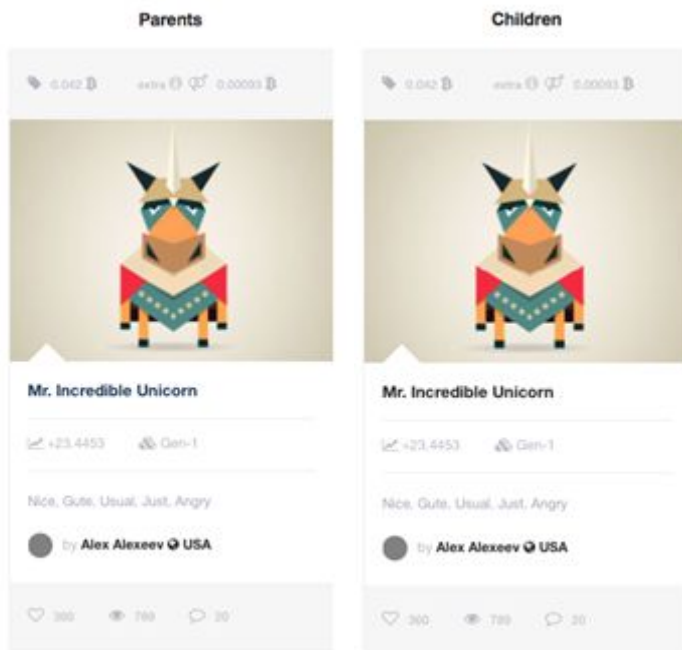 Parents
0.042 extra 0.00093
Mr. Incredible Unicorn
+23.4453 Gen-1
Nice, Gute, Usual, Just, Angry
by Alex Alexeev USA
360 789 20
Children
0.042 extra 0.00093
Mr. Incredible Unicorn
+23.4453 Gen-1
Nice, Gute, Usual, Just, Angry
by Alex Alexeev USA
360 789 20